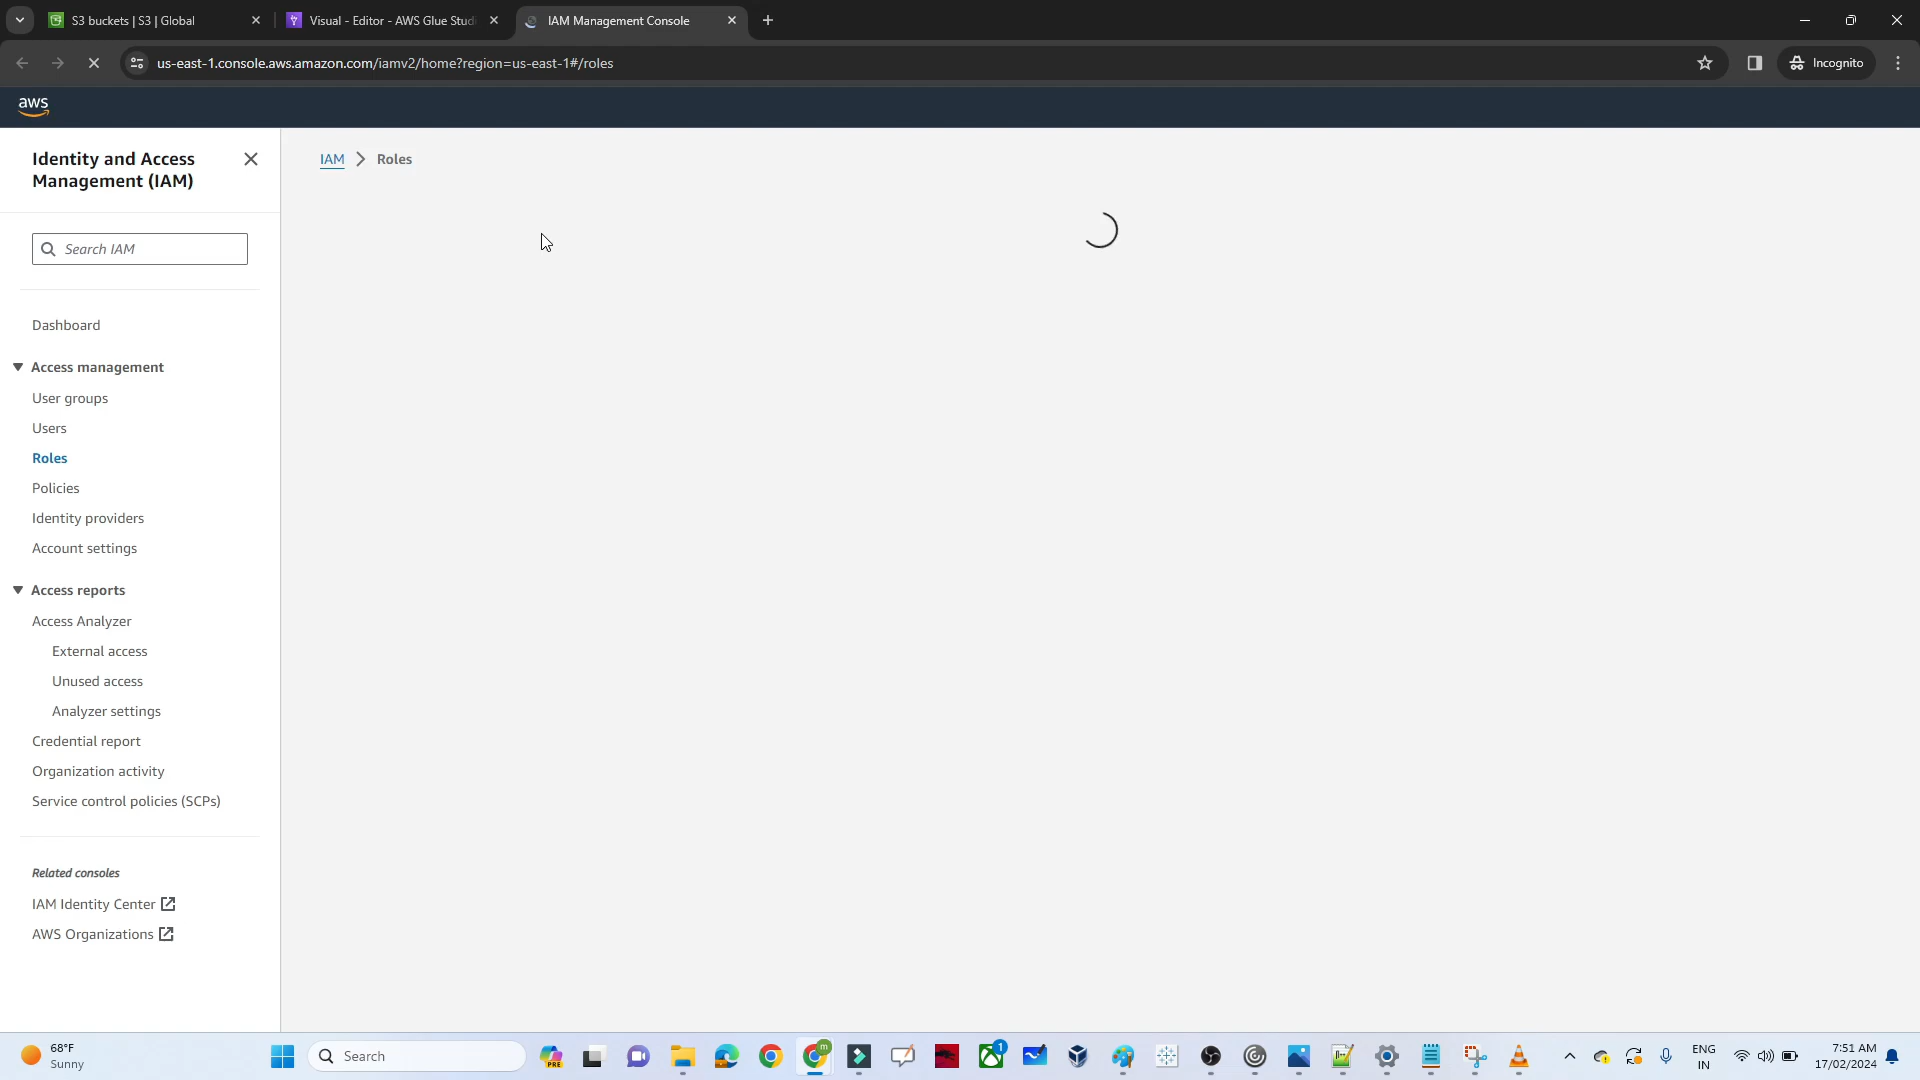 S3 buckets | S3 | Global
Visual - Editor - AWS Glue Stud
IAM Management Console
us-east-1.console.aws.amazon.com/iamv2/home?region=us-east-1#/roles
Incognito
aws
Identity and Access
Management (IAM)
IAM
Roles
Search IAM
Dashboard
Access management
User groups
Users
Roles
Policies
Identity providers
Account settings
Access reports
Access Analyzer
External access
Unused access
Analyzer settings
Credential report
Organization activity
Service control policies (SCPs)
Related consoles
IAM Identity Center
AWS Organizations
68°F
Sunny
Search
PRE
m
1
ENG
IN
7:51 AM
17/02/2024